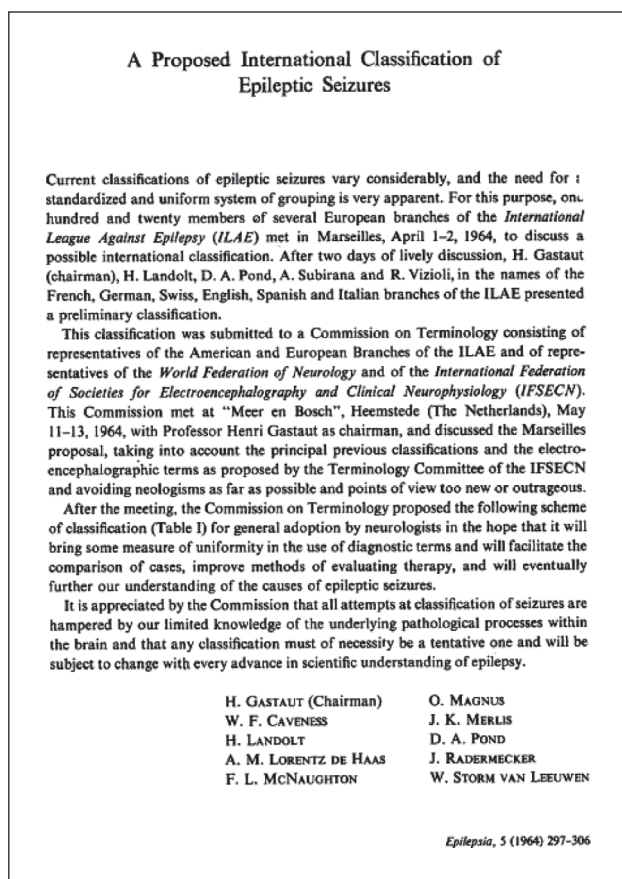 A Proposed International Classification of
Epileptic Seizures
Current classifications of epileptic seizures vary considerably, and the need for a
standardized and uniform system of grouping is very apparent. For this purpose, one
hundred and twenty members of several European branches of the International
League Against Epilepsy (ILAE) met in Marseilles, April 1–2, 1964, to discuss a
possible international classification. After two days of lively discussion, H. Gastaut
(chairman), H. Landolt, D. A. Pond, A. Subirana and R. Vizioli, in the names of the
French, German, Swiss, English, Spanish and Italian branches of the ILAE presented
a preliminary classification.
This classification was submitted to a Commission on Terminology consisting of
representatives of the American and European Branches of the ILAE and of repre-
sentatives of the World Federation of Neurology and of the International Federation
of Societies for Electroencephalography and Clinical Neurophysiology (IFSECN).
This Commission met at “Meer en Bosch”, Heemstede (The Netherlands), May
11–13, 1964, with Professor Henri Gastaut as chairman, and discussed the Marseilles
proposal, taking into account the principal previous classifications and the electro-
encephalographic terms as proposed by the Terminology Committee of the IFSECN
and avoiding neologisms as far as possible and points of view too new or outrageous.
After the meeting, the Commission on Terminology proposed the following scheme
of classification (Table I) for general adoption by neurologists in the hope that it will
bring some measure of uniformity in the use of diagnostic terms and will facilitate the
comparison of cases, improve methods of evaluating therapy, and will eventually
further our understanding of the causes of epileptic seizures.
It is appreciated by the Commission that all attempts at classification of seizures are
hampered by our limited knowledge of the underlying pathological processes within
the brain and that any classification must of necessity be a tentative one and will be
subject to change with every advance in scientific understanding of epilepsy.
H. GASTAUT (Chairman) O. MAGNUS
W. F. CAVENESS J. K. MERLIS
H. LANDOLT D. A. POND
A. M. LORENTZ DE HAAS J. RADERMECKER
F. L. MCNAUGHTON W. STORM VAN LEEUWEN
Epilepsia, 5 (1964) 297-306